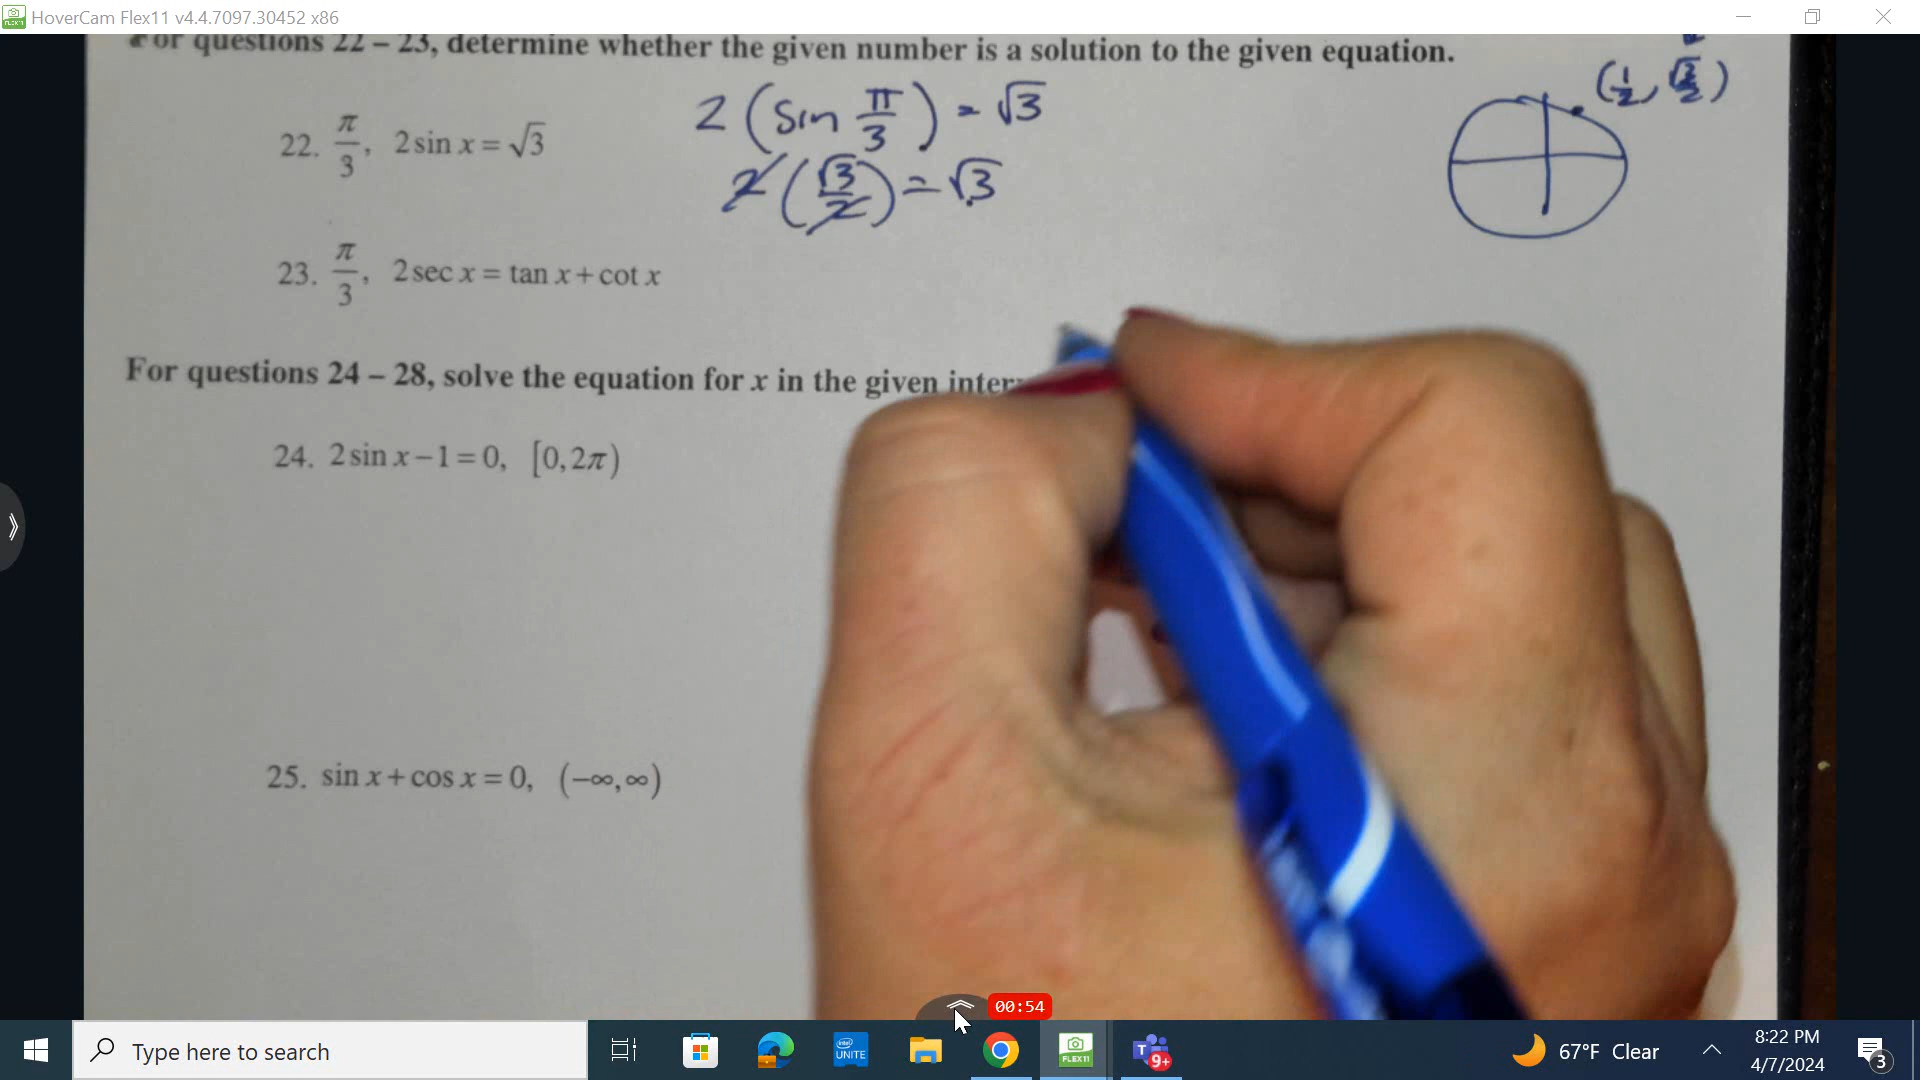 HoverCam Flex11 v4.4.7097.30452 x86
For questions 22 – 23, determine whether the given number is a solution to the given equation.
22. π/3, 2 sin x = √3
2 (sin π/3) = √3
2 (√3/2) = √3
(1/2, √3/2)
23. π/3, 2 sec x = tan x + cot x
For questions 24 – 28, solve the equation for x in the given
24. 2 sin x – 1 = 0, [0, 2π)
25. sin x + cos x = 0, (–∞, ∞)
00:54
Type here to search
intel
UNITE
FLEX11
T
9+
67°F Clear
8:22 PM
4/7/2024
3